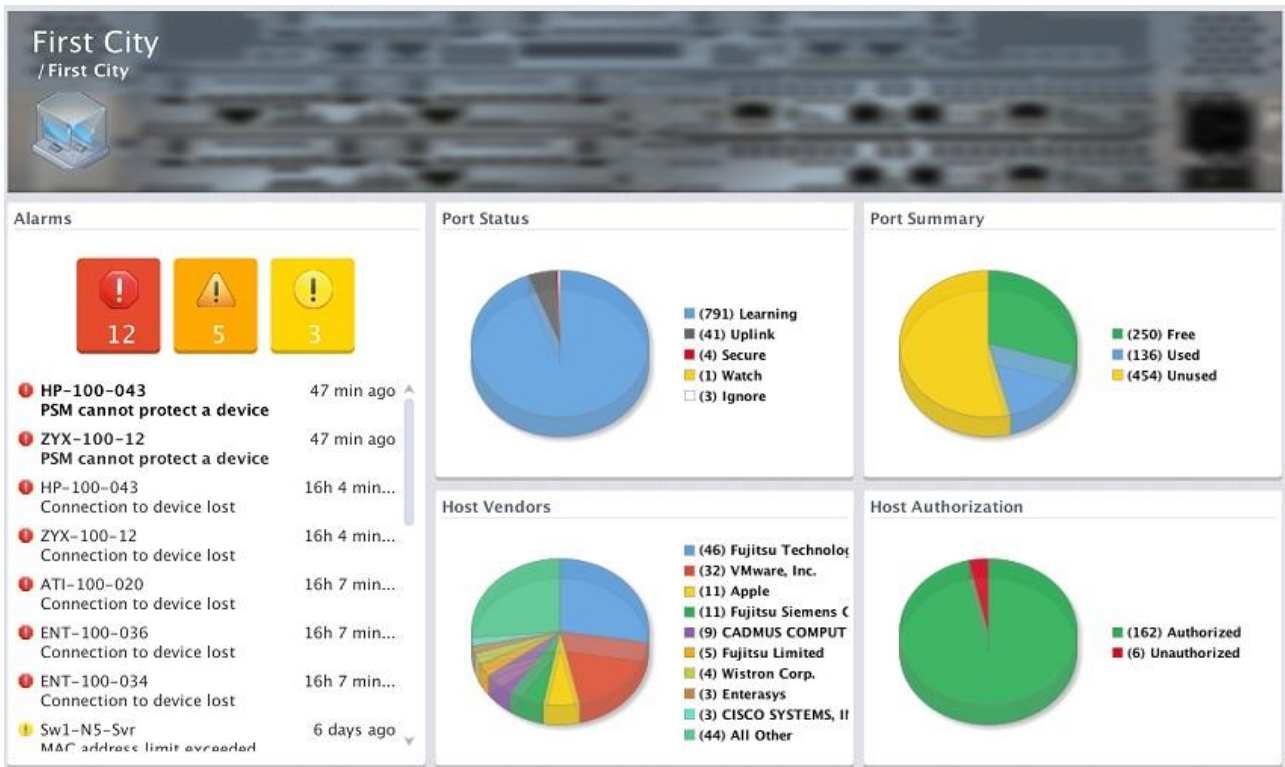 First City
/First City
Alarms
12
5
3
HP-100-043
47 min ago
PSM cannot protect a device
ZYX-100-12
47 min ago
PSM cannot protect a device
HP-100-043
16h 4 min...
Connection to device lost
ZYX-100-12
16h 4 min...
Connection to device lost
ATI-100-020
16h 7 min...
Connection to device lost
ENT-100-036
16h 7 min...
Connection to device lost
ENT-100-034
16h 7 min...
Connection to device lost
Sw1-N5-Svr
6 days ago
MAC address limit exceeded
Port Status
(791) Learning
(41) Uplink
(4) Secure
(1) Watch
(3) Ignore
Port Summary
(250) Free
(136) Used
(454) Unused
Host Vendors
(46) Fujitsu Technolog
(32) VMware, Inc.
(11) Apple
(11) Fujitsu Siemens C
(9) CADMUS COMPUT
(5) Fujitsu Limited
(4) Wistron Corp.
(3) Enterasys
(3) CISCO SYSTEMS, I
(44) All Other
Host Authorization
(162) Authorized
(6) Unauthorized